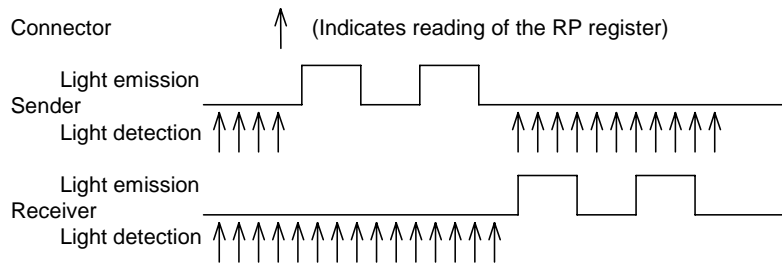 Connector (Indicates reading of the RP register)
Light emission
Sender
Light detection
Light emission
Receiver
Light detection